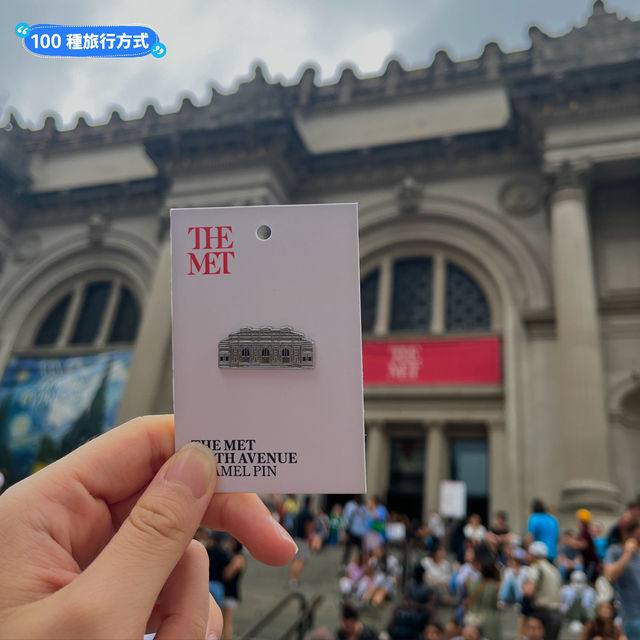 100 種旅行方式
THE
MET
THE
MET
THE MET
TH AVENUE
AMEL PIN